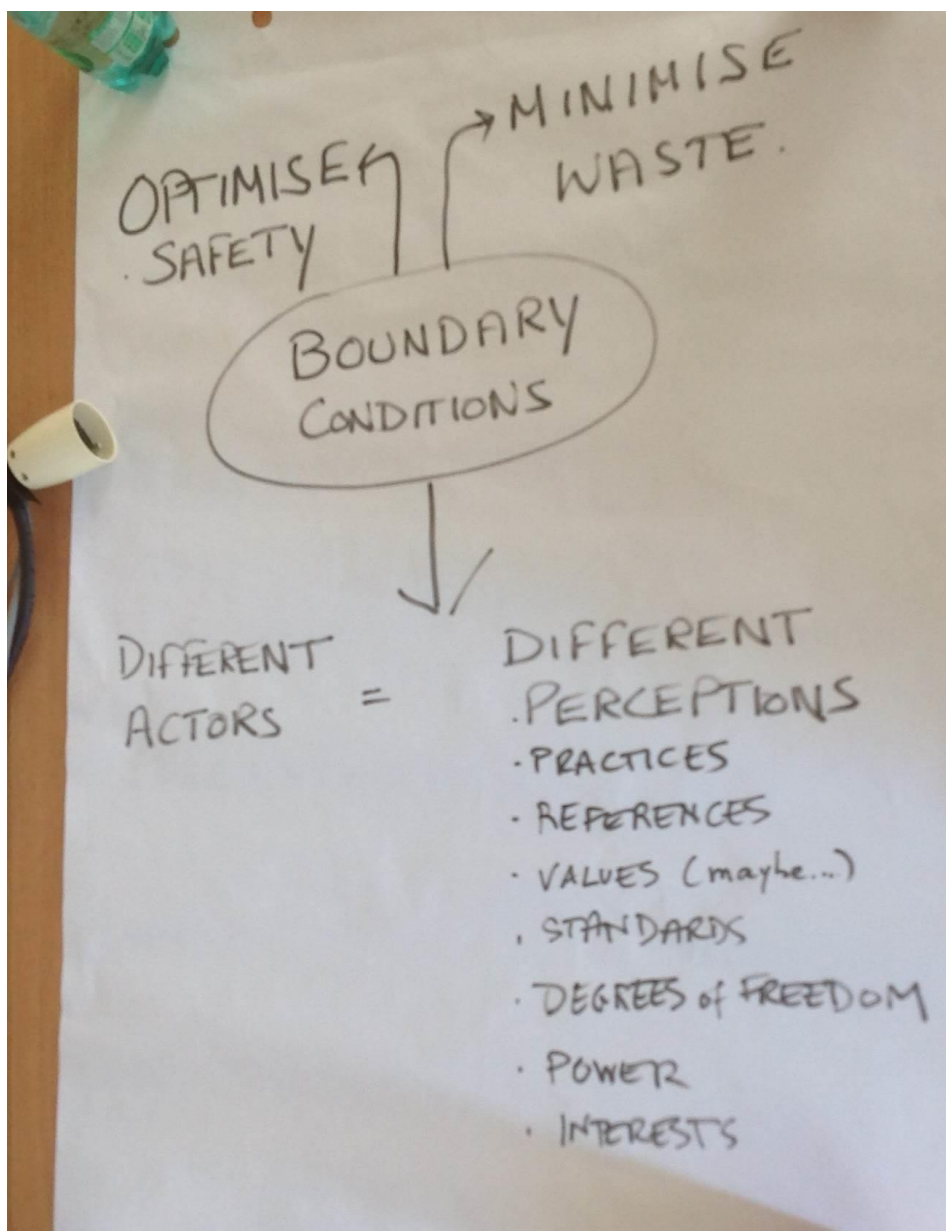 OPTIMISE
. SAFETY
MINIMISE
WASTE.
BOUNDARY
CONDITIONS
DIFFERENT
ACTORS
=
DIFFERENT
. PERCEPTIONS
· PRACTICES
· REFERENCES
· VALUES (maybe...)
· STANDARDS
· DEGREES of FREEDOM
· POWER
· INTERESTS